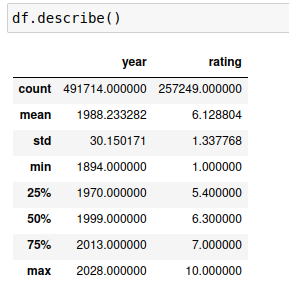 df.describe()
year rating
count 491714.000000 257249.000000
mean 1988.233282 6.128804
std 30.150171 1.337768
min 1894.000000 1.000000
25% 1970.000000 5.400000
50% 1999.000000 6.300000
75% 2013.000000 7.000000
max 2028.000000 10.000000